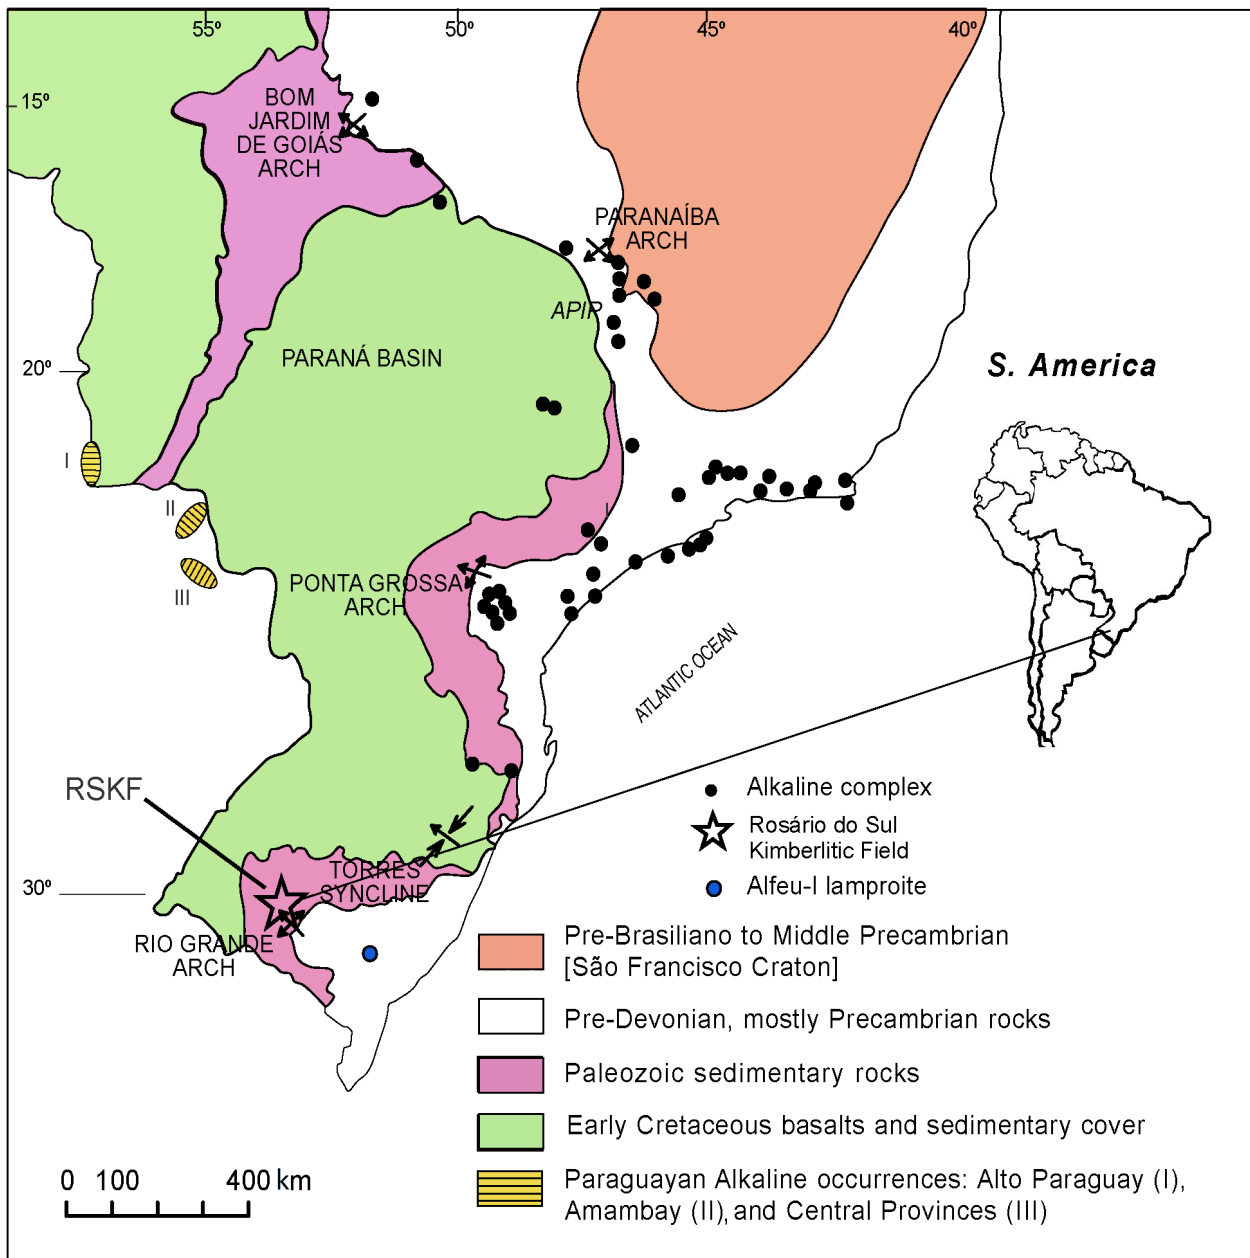 55º
50º
45º
40º
15º
BOM
JARDIM
DE GOIÁS
ARCH
PARANAÍBA
ARCH
APIP
PARANÁ BASIN
20º
S. America
I
II
I
III
PONTA GROSSA
ARCH
ATLANTIC OCEAN
RSKF
Alkaline complex
Rosário do Sul
Kimberlitic Field
TORRES
SYNCLINE
Alfeu-I lamproite
30º
RIO GRANDE
ARCH
Pre-Brasiliano to Middle Precambrian
[São Francisco Craton]
Pre-Devonian, mostly Precambrian rocks
Paleozoic sedimentary rocks
Early Cretaceous basalts and sedimentary cover
Paraguayan Alkaline occurrences: Alto Paraguay (I),
Amambay (II), and Central Provinces (III)
0 100 400 km